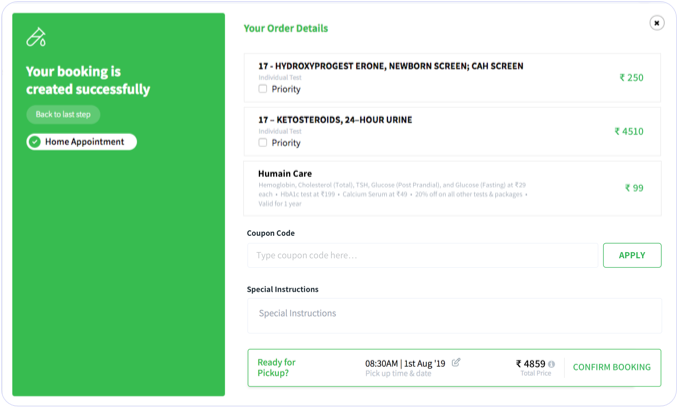 Your booking is
created successfully
Back to last step
Home Appointment
Your Order Details
17 - HYDROXYPROGEST ERONE, NEWBORN SCREEN; CAH SCREEN
Individual Test
Priority
₹ 250
17 – KETOSTEROIDS, 24–HOUR URINE
Individual Test
Priority
₹ 4510
Humain Care
Hemoglobin, Cholesterol (Total), TSH, Glucose (Post Prandial), and Glucose (Fasting) at ₹29
each + HbA1c test at ₹199 + Calcium Serum at ₹49 + 20% off on all other tests & packages +
Valid for 1 year
₹ 99
Coupon Code
Type coupon code here...
APPLY
Special Instructions
Special Instructions
Ready for
Pickup?
08:30AM | 1st Aug '19
Pick up time & date
₹ 4859
Total Price
CONFIRM BOOKING